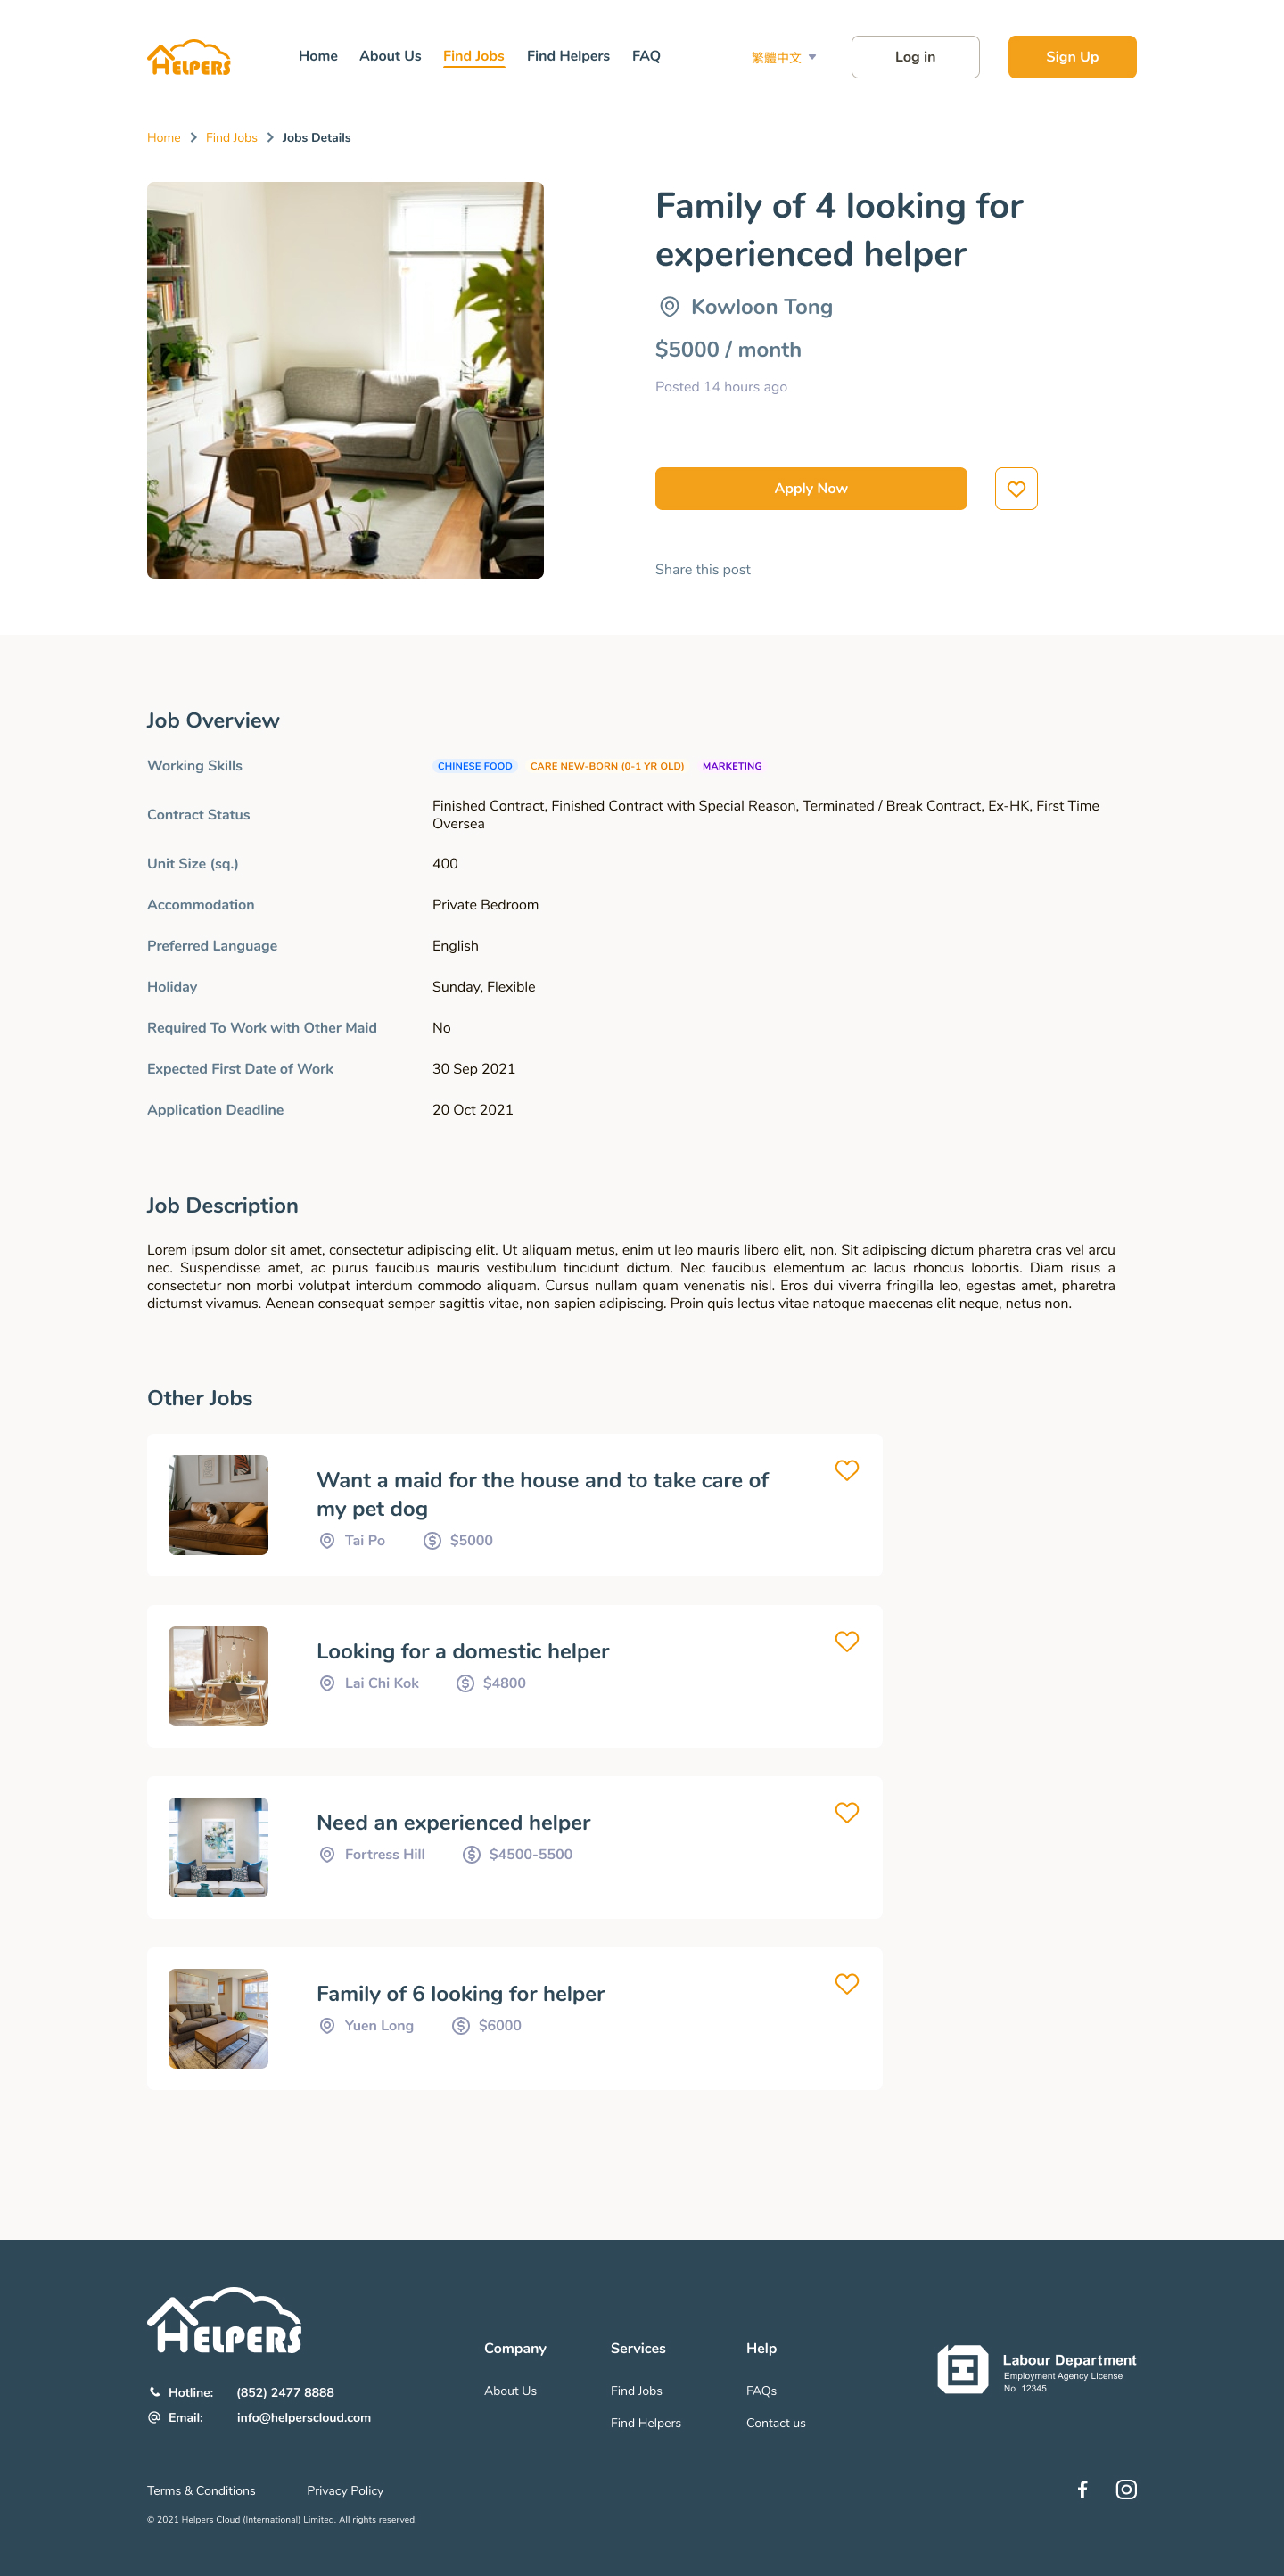 HELPERS
Home About Us Find Jobs Find Helpers FAQ 繁體中文 Log in Sign Up
Home Find Jobs Jobs Details
Family of 4 looking for
experienced helper
Kowloon Tong
$5000 / month
Posted 14 hours ago
Apply Now
Share this post
Job Overview
Working Skills CHINESE FOOD CARE NEW-BORN (0-1 YR OLD) MARKETING
Contract Status Finished Contract, Finished Contract with Special Reason, Terminated / Break Contract, Ex-HK, First Time
Oversea
Unit Size (sq.) 400
Accommodation Private Bedroom
Preferred Language English
Holiday Sunday, Flexible
Required To Work with Other Maid No
Expected First Date of Work 30 Sep 2021
Application Deadline 20 Oct 2021
Job Description
Lorem ipsum dolor sit amet, consectetur adipiscing elit. Ut aliquam metus, enim ut leo mauris libero elit, non. Sit adipiscing dictum pharetra cras vel arcu
nec. Suspendisse amet, ac purus faucibus mauris vestibulum tincidunt dictum. Nec faucibus elementum ac lacus rhoncus lobortis. Diam risus a
consectetur non morbi volutpat interdum commodo aliquam. Cursus nullam quam venenatis nisl. Eros dui viverra fringilla leo, egestas amet, pharetra
dictumst vivamus. Aenean consequat semper sagittis vitae, non sapien adipiscing. Proin quis lectus vitae natoque maecenas elit neque, netus non.
Other Jobs
Want a maid for the house and to take care of
my pet dog
Tai Po $5000
Looking for a domestic helper
Lai Chi Kok $4800
Need an experienced helper
Fortress Hill $4500-5500
Family of 6 looking for helper
Yuen Long $6000
HELPERS
Hotline: (852) 2477 8888
Email: info@helperscloud.com
Company
About Us
Services
Find Jobs
Find Helpers
Help
FAQs
Contact us
Labour Department
Employment Agency License
No. 12345
Terms & Conditions Privacy Policy
© 2021 Helpers Cloud (International) Limited. All rights reserved.